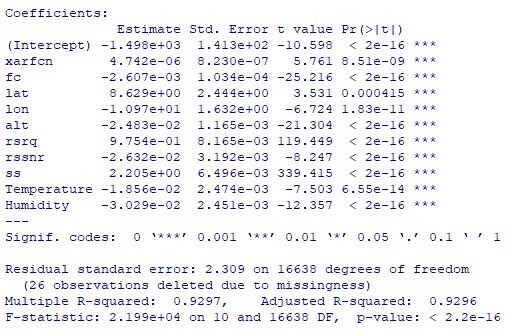 Coefficients:
              Estimate Std. Error t value Pr(>|t|)
(Intercept) -1.498e+03  1.413e+02 -10.598  < 2e-16 ***
xarfcn       4.742e-06  8.230e-07   5.761 8.51e-09 ***
fc          -2.607e-03  1.034e-04 -25.216  < 2e-16 ***
lat          8.629e+00  2.444e+00   3.531 0.000415 ***
lon         -1.097e+01  1.632e+00  -6.724 1.83e-11 ***
alt         -2.483e-02  1.165e-03 -21.304  < 2e-16 ***
rsrq         9.754e-01  8.165e-03 119.449  < 2e-16 ***
rssnr       -2.632e-02  3.192e-03  -8.247  < 2e-16 ***
ss           2.205e+00  6.496e-03 339.415  < 2e-16 ***
Temperature -1.856e-02  2.474e-03  -7.503 6.55e-14 ***
Humidity    -3.029e-02  2.451e-03 -12.357  < 2e-16 ***
---
Signif. codes:  0 ‘***’ 0.001 ‘**’ 0.01 ‘*’ 0.05 ‘.’ 0.1 ‘ ’ 1
Residual standard error: 2.309 on 16638 degrees of freedom
  (26 observations deleted due to missingness)
Multiple R-squared:  0.9297,    Adjusted R-squared:  0.9296
F-statistic: 2.199e+04 on 10 and 16638 DF,  p-value: < 2.2e-16